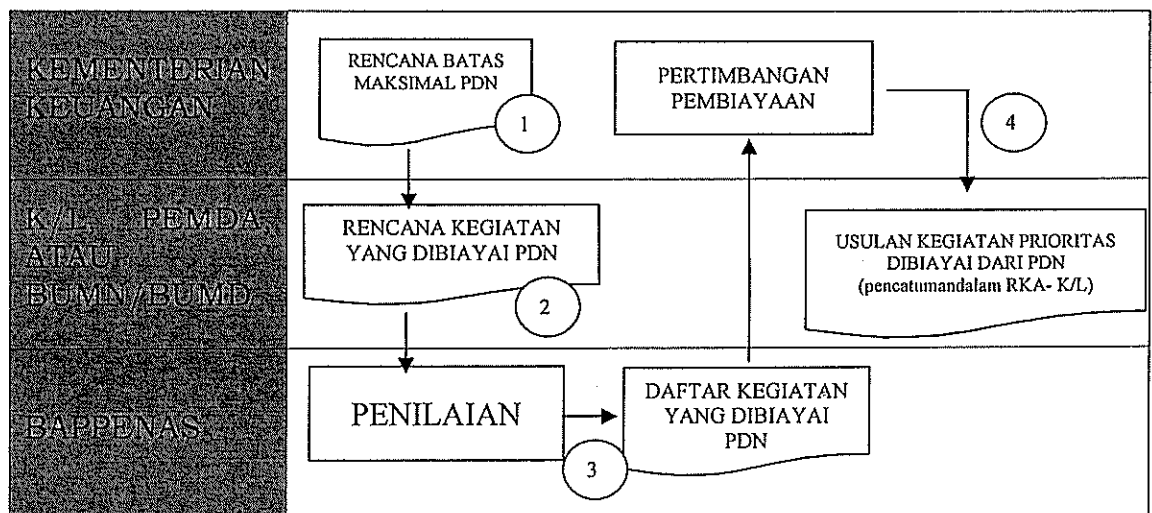 KEMENTERIAN
KEUANGAN
RENCANA BATAS
MAKSIMAL PDN
1
PERTIMBANGAN
PEMBIAYAAN
4
K/L, PEMDA,
ATAU
BUMN/BUMD
RENCANA KEGIATAN
YANG DIBIAYAI PDN
2
USULAN KEGIATAN PRIORITAS
DIBIAYAI DARI PDN
(pencatumandalam RKA- K/L)
BAPPENAS
PENILAIAN
3
DAFTAR KEGIATAN
YANG DIBIAYAI
PDN